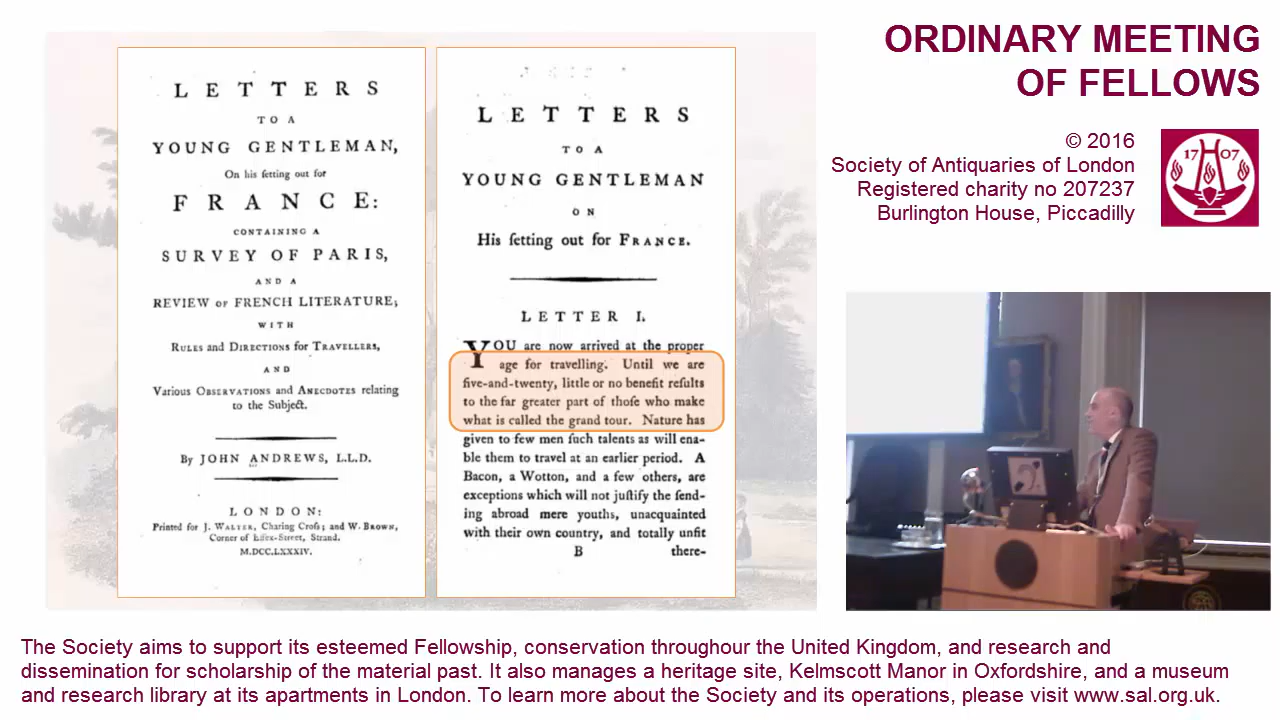 LETTERS
TO A
YOUNG GENTLEMAN,
On his ſetting out for
FRANCE:
CONTAINING A
SURVEY OF PARIS,
AND A
REVIEW OF FRENCH LITERATURE;
WITH
RULES and DIRECTIONS for TRAVELLERS,
AND
Various OBSERVATIONS and ANECDOTES relating
to the Subject.
By JOHN ANDREWS, L.L.D.
LONDON:
Printed for J. WALTER, Charing Croſs; and W. BROWN,
Corner of Eſſex-Street, Strand.
M.DCC.LXXXIV.
LETTERS
TO A
YOUNG GENTLEMAN
ON
His ſetting out for FRANCE.
LETTER I.
YOU are now arrived at the proper
age for travelling. Until we are
five-and-twenty, little or no benefit reſults
to the far greater part of thoſe who make
what is called the grand tour. Nature has
given to few men ſuch talents as will ena-
ble them to travel at an earlier period. A
Bacon, a Wotton, and a few others, are
exceptions which will not juſtify the ſend-
ing abroad mere youths, unacquainted
with their own country, and totally unfit
B there-
ORDINARY MEETING
OF FELLOWS
© 2016
Society of Antiquaries of London
Registered charity no 207237
Burlington House, Piccadilly
1707
The Society aims to support its esteemed Fellowship, conservation throughour the United Kingdom, and research and
dissemination for scholarship of the material past. It also manages a heritage site, Kelmscott Manor in Oxfordshire, and a museum
and research library at its apartments in London. To learn more about the Society and its operations, please visit www.sal.org.uk.